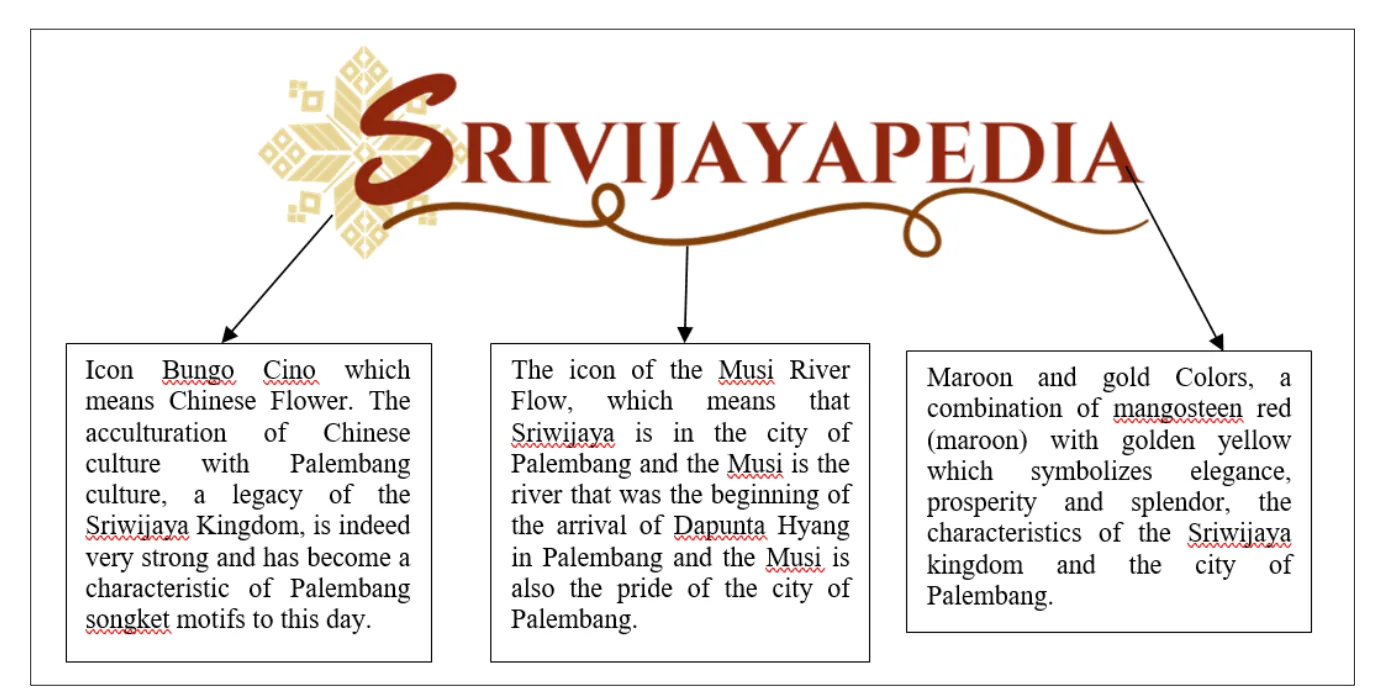 SRIVIJAYAPEDIA
Icon Bungo Cino which
means Chinese Flower. The
acculturation of Chinese
culture with Palembang
culture, a legacy of the
Sriwijaya Kingdom, is indeed
very strong and has become a
characteristic of Palembang
songket motifs to this day.
The icon of the Musi River
Flow, which means that
Sriwijaya is in the city of
Palembang and the Musi is the
river that was the beginning of
the arrival of Dapunta Hyang
in Palembang and the Musi is
also the pride of the city of
Palembang.
Maroon and gold Colors, a
combination of mangosteen red
(maroon) with golden yellow
which symbolizes elegance,
prosperity and splendor, the
characteristics of the Sriwijaya
kingdom and the city of
Palembang.